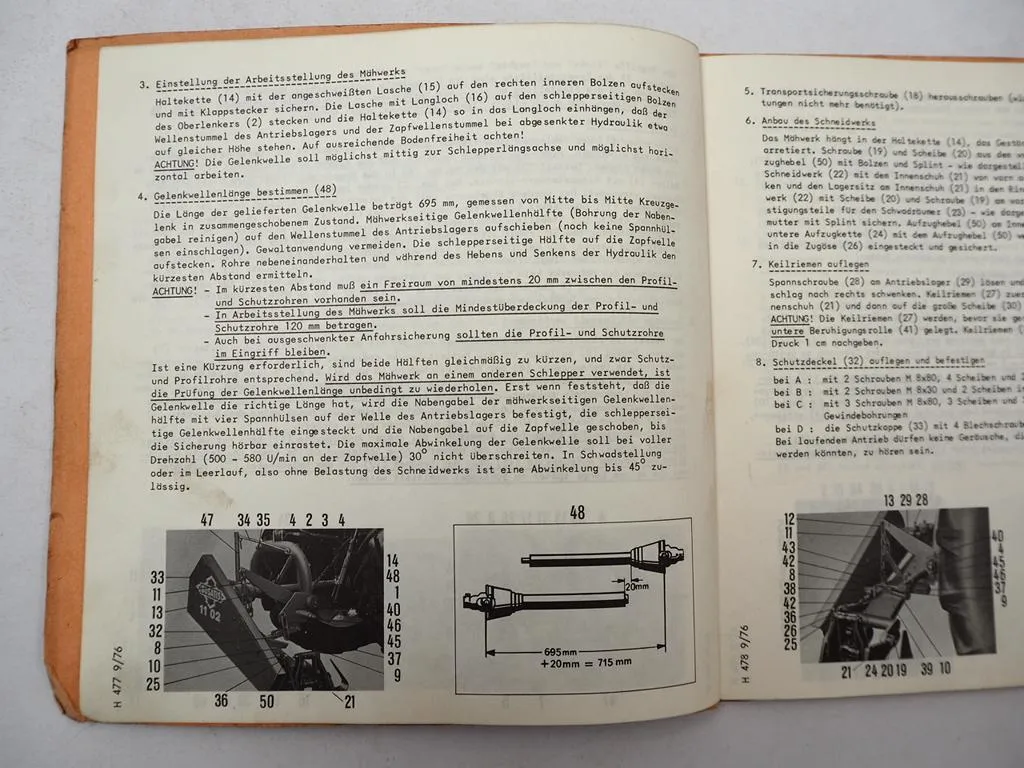 3. Einstellung der Arbeitsstellung des Mähwerks
Haltekette (14) mit der angeschweißten Lasche (15) auf den rechten inneren Bolzen aufstecken
und mit Klappstecker sichern. Die Lasche mit Langloch (16) auf den schlepperseitigen Bolzen
des Oberlenkers (2) stecken und die Haltekette (14) so in das Langloch einhängen, daß der
Wellenstummel des Antriebslagers und der Zapfwellenstummel bei abgesenkter Hydraulik etwa
auf gleicher Höhe stehen. Auf ausreichende Bodenfreiheit achten!
ACHTUNG! Die Gelenkwelle soll möglichst mittig zur Schlepperlängsachse und möglichst hori-
zontal arbeiten.
4. Gelenkwellenlänge bestimmen (48)
Die Länge der gelieferten Gelenkwelle beträgt 695 mm, gemessen von Mitte bis Mitte Kreuzge-
lenk in zusammengeschobenem Zustand. Mähwerkseitige Gelenkwellenhälfte (Bohrung der Naben-
gabel reinigen) auf den Wellenstummel des Antriebslagers aufschieben (noch keine Spannhül-
sen einschlagen). Gewaltanwendung vermeiden. Die schlepperseitige Hälfte auf die Zapfwelle
aufstecken. Rohre nebeneinanderhalten und während des Hebens und Senkens der Hydraulik den
kürzesten Abstand ermitteln.
ACHTUNG! - Im kürzesten Abstand muß ein Freiraum von mindestens 20 mm zwischen den Profil-
und Schutzrohren vorhanden sein.
- In Arbeitsstellung des Mähwerks soll die Mindestüberdeckung der Profil- und
Schutzrohre 120 mm betragen.
- Auch bei ausgeschwenkter Anfahrsicherung sollten die Profil- und Schutzrohre
im Eingriff bleiben.
Ist eine Kürzung erforderlich, sind beide Hälften gleichmäßig zu kürzen, und zwar Schutz-
und Profilrohre entsprechend. Wird das Mähwerk an einem anderen Schlepper verwendet, ist
die Prüfung der Gelenkwellenlänge unbedingt zu wiederholen. Erst wenn feststeht, daß die
Gelenkwelle die richtige Länge hat, wird die Nabengabel der mähwerkseitigen Gelenkwellen-
hälfte mit vier Spannhülsen auf der Welle des Antriebslagers befestigt, die schleppersei-
tige Gelenkwellenhälfte eingesteckt und die Nabengabel auf die Zapfwelle geschoben, bis
die Sicherung hörbar einrastet. Die maximale Abwinkelung der Gelenkwelle soll bei voller
Drehzahl (500 - 580 U/min an der Zapfwelle) 30° nicht überschreiten. In Schwadstellung
oder im Leerlauf, also ohne Belastung des Schneidwerks ist eine Abwinkelung bis 45° zu-
lässig.
47 34 35 4 2 3 4
33
11
13
32
8
10
25
14
48
1
40
46
45
37
9
36 50 21
11 02
H 477 9/76
48
20mm
695mm
+20mm = 715mm
5. Transportsicherungsschraube (18) herausschrauben
tungen nicht mehr benötigt).
6. Anbau des Schneidwerks
Das Mähwerk hängt in der Haltekette (14), das
arretiert. Schraube (19) und Scheibe (20) aus dem
zughebel (50) mit Bolzen und Splint - wie dargestell
Schneidwerk (22) mit dem Innenschuh (21) von vorn
ken und den Lagersitz am Innenschuh (21) in den
werk (22) mit Scheibe (20) und Schraube (19) am
stigungsteile für den Schwadräumer (23) - wie
mutter mit Splint sichern, Aufzughebel (50) am
untere Aufzugkette (24) mit dem Aufzughebel (50)
in die Zugöse (26) eingesteckt und gesichert.
7. Keilriemen auflegen
Spannschraube (28) am Antriebslager (29) lösen und
schlag nach rechts schwenken. Keilriemen (27)
nenschuh (21) und dann auf die große Scheibe (30)
ACHTUNG! Die Keilriemen (27) werden, bevor sie
untere Beruhigungsrolle (41) gelegt. Keilriemen
Druck 1 cm nachgeben.
8. Schutzdeckel (32) auflegen und befestigen
bei A : mit 2 Schrauben M 8x80, 4 Scheiben und
bei B : mit 2 Schrauben M 8x30 und 2 Scheiben
bei C : mit 3 Schrauben M 8x80, 3 Scheiben und
Gewindebohrungen
bei D : die Schutzkappe (33) mit 4 Blechschraube
Bei laufendem Antrieb dürfen keine Geräusche,
werden könnten, zu hören sein.
13 29 28
12
11
43
42
8
38
42
36
26
25
40
4
45
46
37
9
21 24 20 19 39 10
H 478 9/76